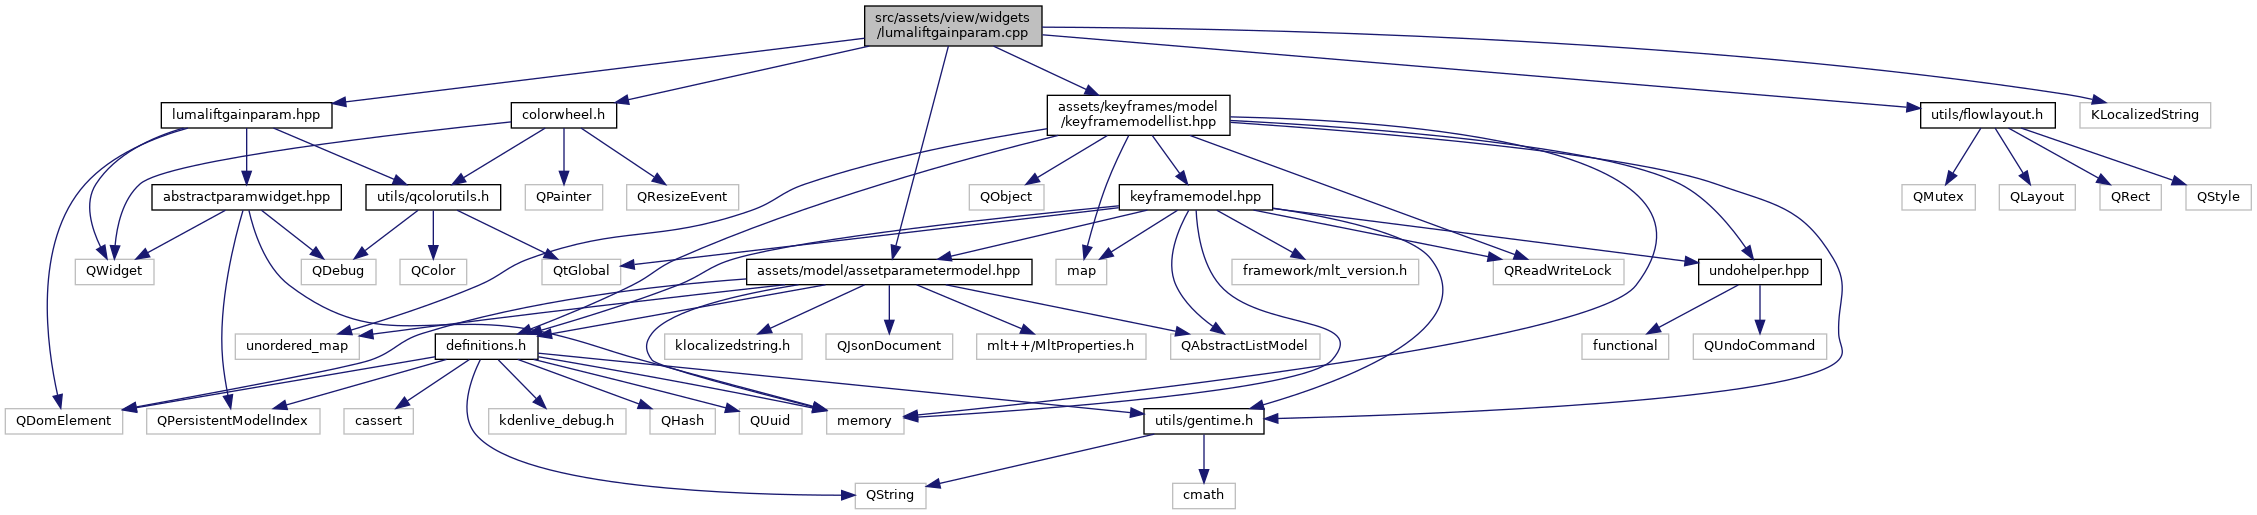 src/assets/view/widgets
/lumaliftgainparam.cpp
lumaliftgainparam.hpp
colorwheel.h
assets/keyframes/model
/keyframemodellist.hpp
utils/flowlayout.h
KLocalizedString
abstractparamwidget.hpp
utils/qcolorutils.h
QPainter
QResizeEvent
QObject
keyframemodel.hpp
QMutex
QLayout
QRect
QStyle
QWidget
QDebug
QColor
QtGlobal
assets/model/assetparametermodel.hpp
map
framework/mlt_version.h
QReadWriteLock
undohelper.hpp
unordered_map
definitions.h
klocalizedstring.h
QJsonDocument
mlt++/MltProperties.h
QAbstractListModel
functional
QUndoCommand
QDomElement
QPersistentModelIndex
cassert
kdenlive_debug.h
QHash
QUuid
memory
utils/gentime.h
QString
cmath